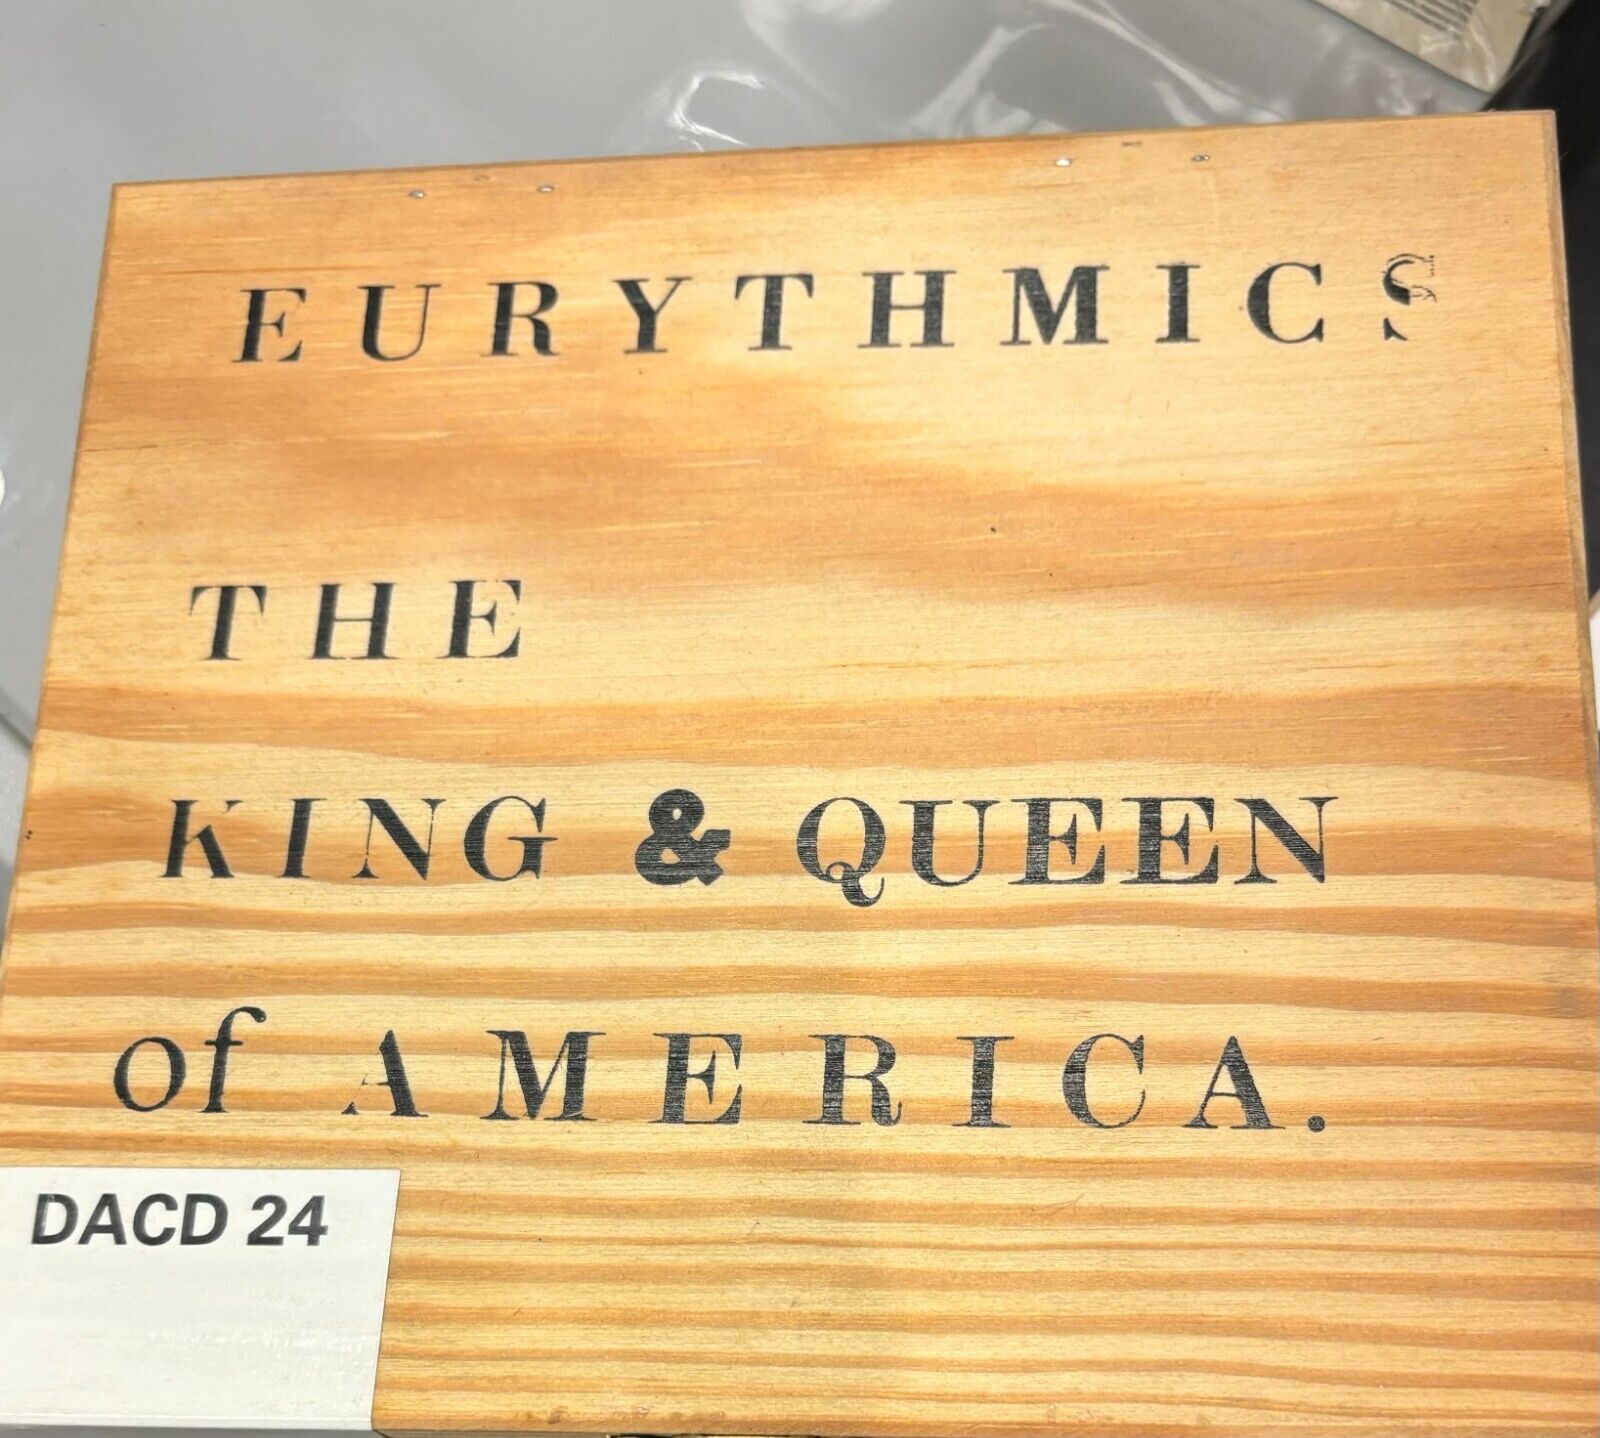 EURYTHMICS
THE
KING & QUEEN
of AMERICA.
DACD 24